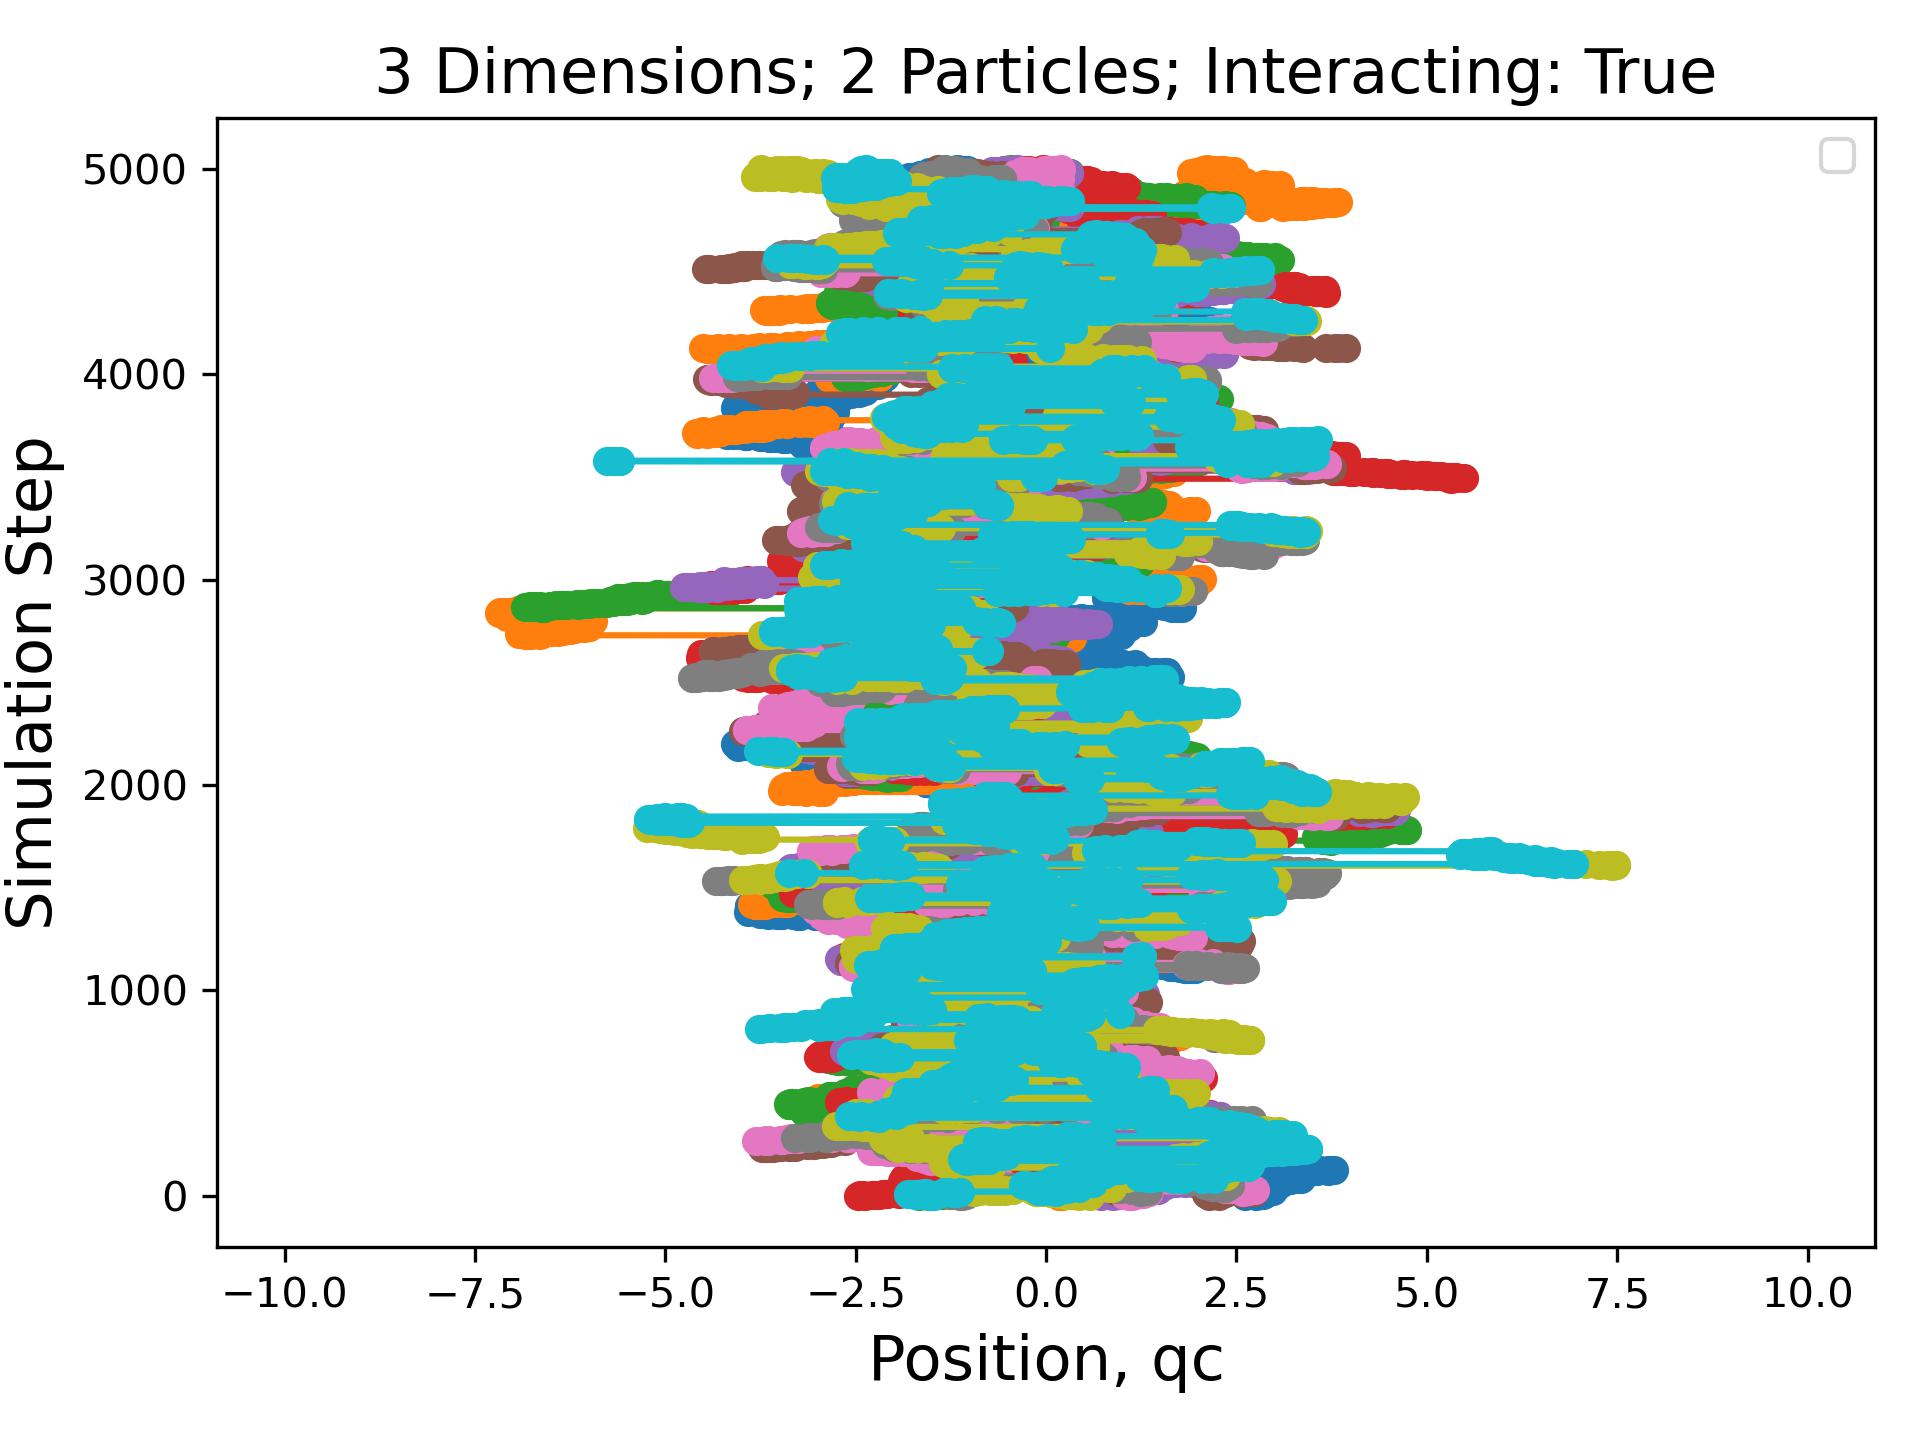 3 Dimensions; 2 Particles; Interacting: True
Simulation Step
5000
4000
3000
2000
1000
0
−10.0 −7.5 −5.0 −2.5 0.0 2.5 5.0 7.5 10.0
Position, qc